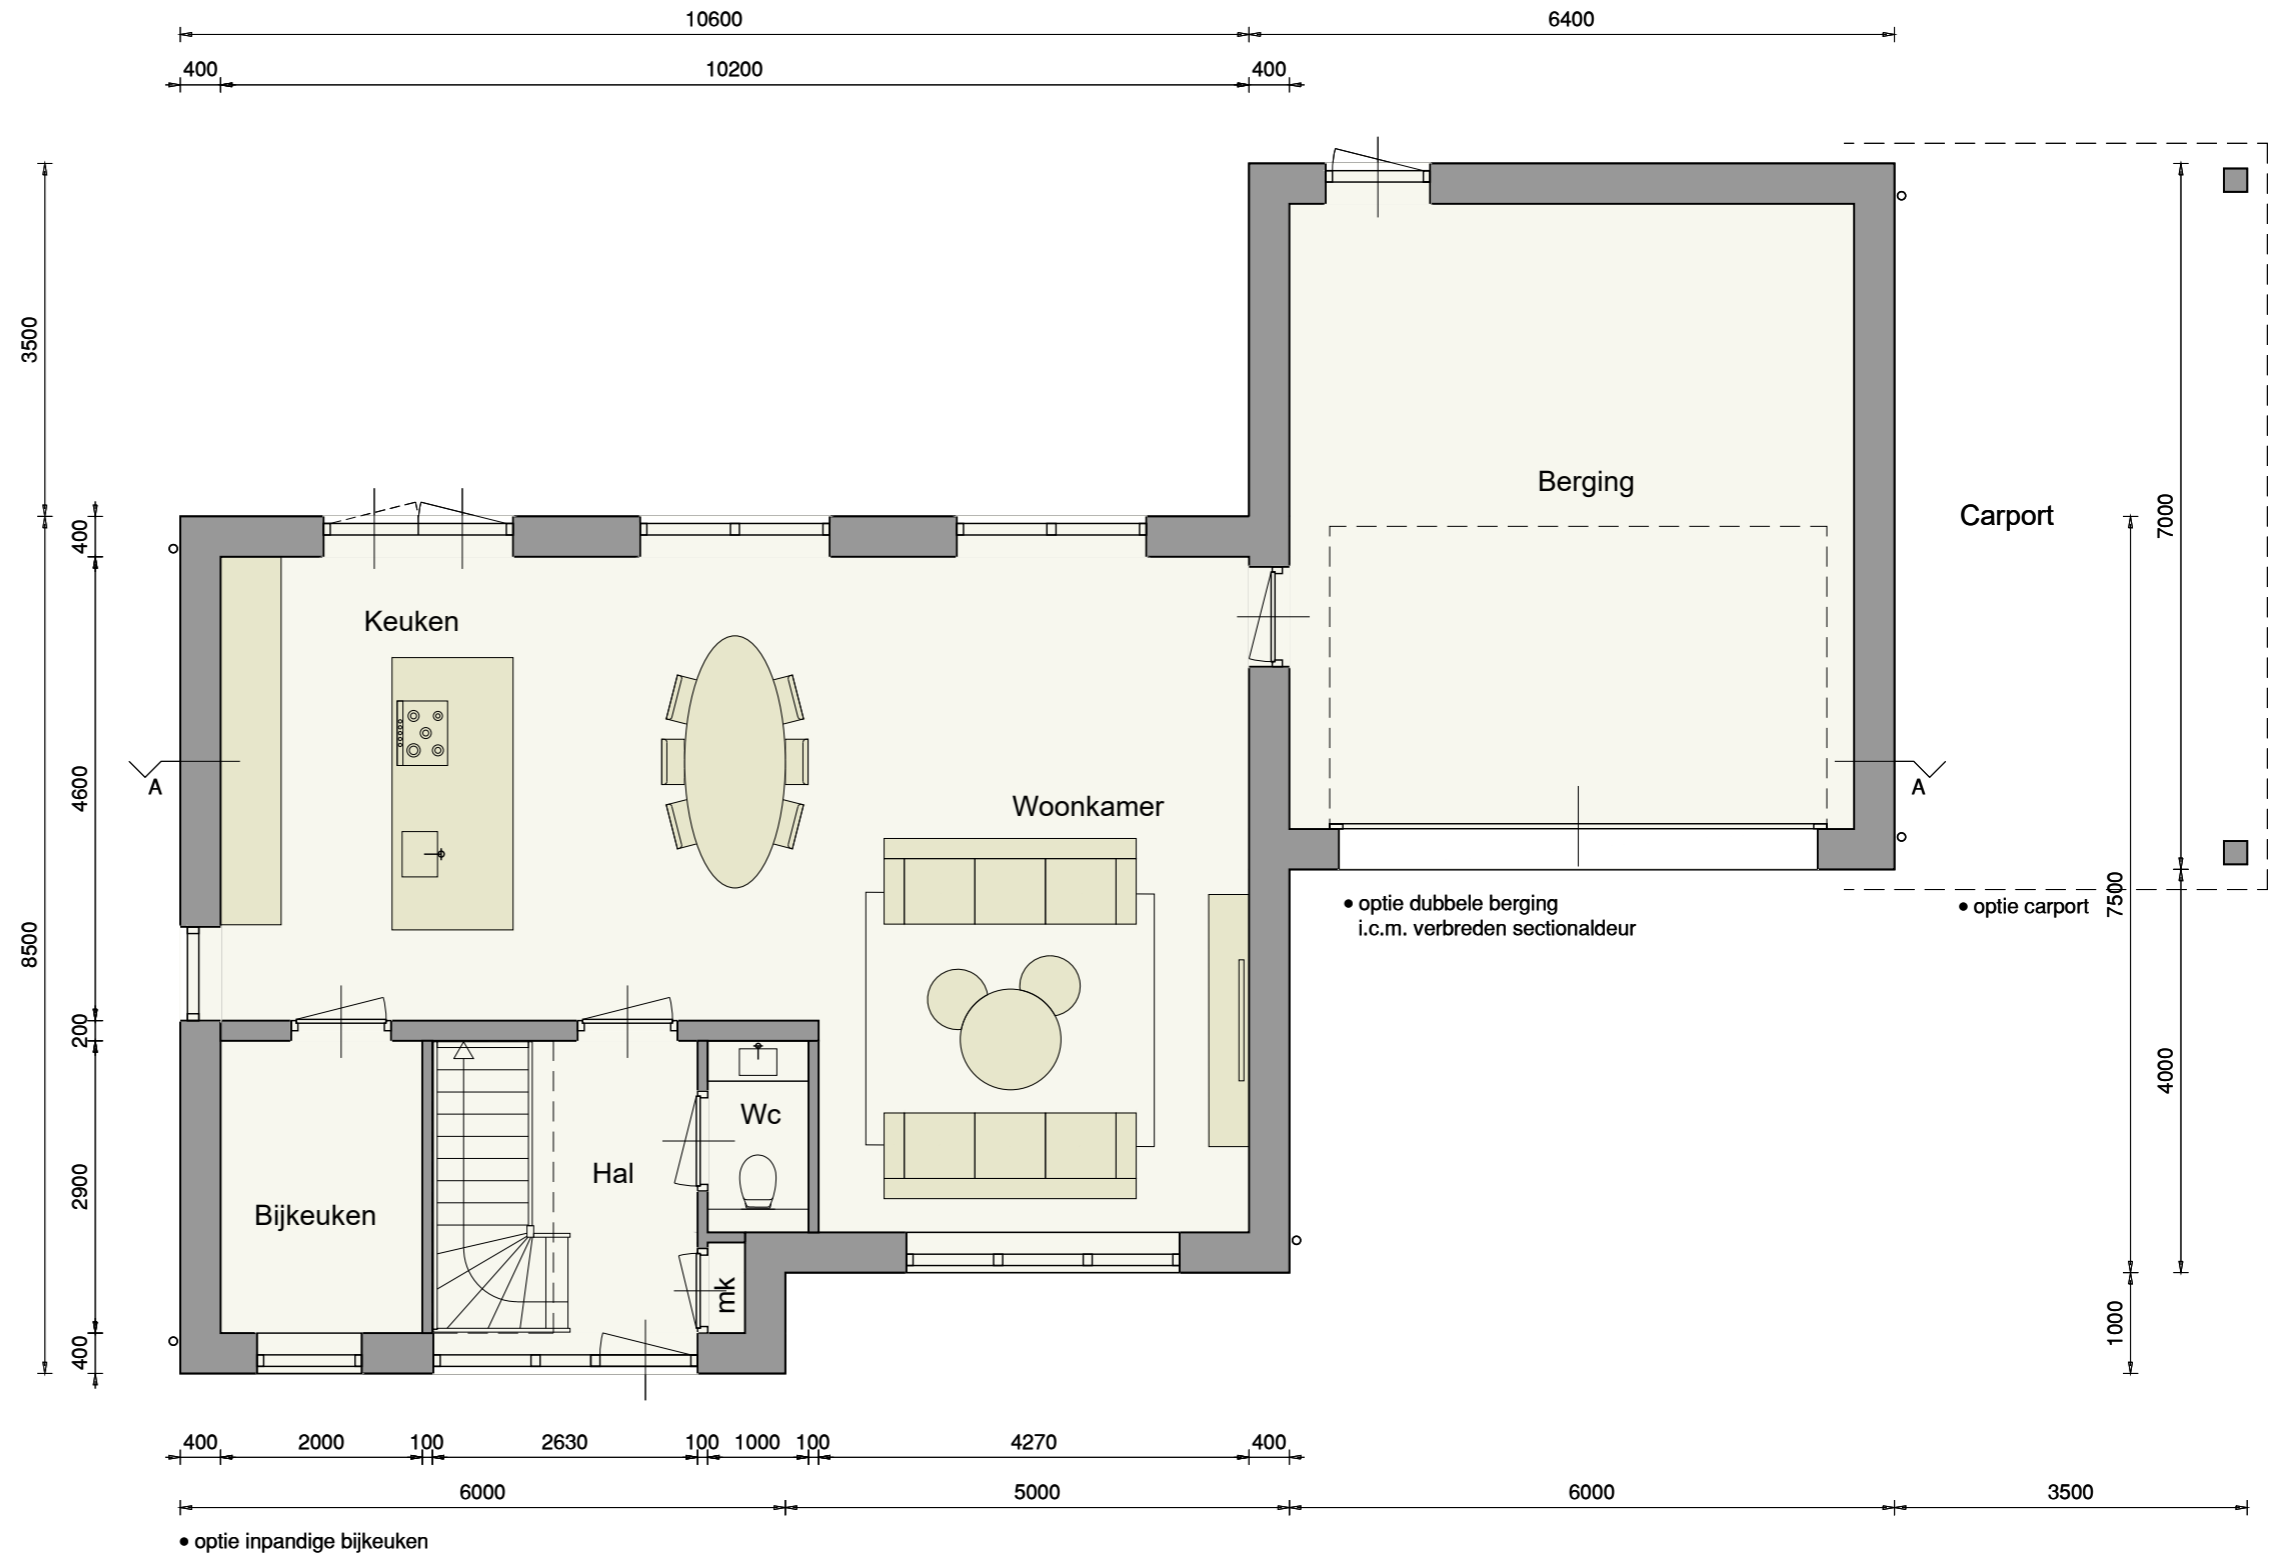 10600
6400
400
10200
400
3500
400
Berging
7000
Carport
Keuken
4600
Woonkamer
A
A
8500
7500
• optie dubbele berging
i.c.m. verbreden sectionaldeur
• optie carport
200
4000
Wc
Hal
2900
Bijkeuken
mk
1000
400
400
2000
100
2630
100
1000
100
4270
400
6000
5000
6000
3500
• optie inpandige bijkeuken